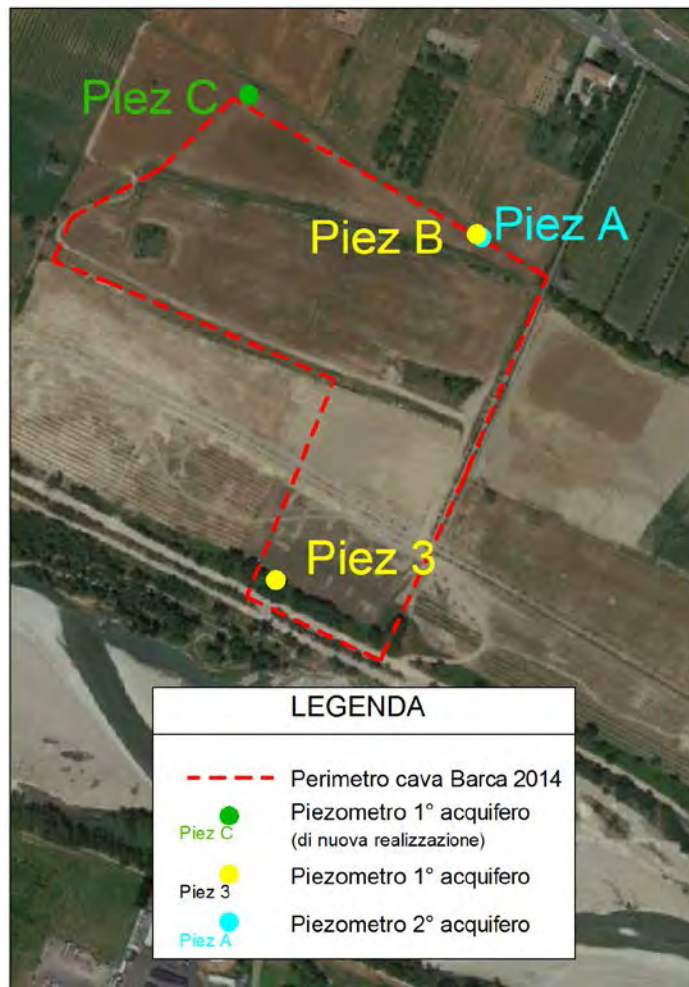 Piez C
Piez B
Piez A
Piez 3
LEGENDA
Perimetro cava Barca 2014
Piez C
Piezometro 1° acquifero
(di nuova realizzazione)
Piez 3
Piezometro 1° acquifero
Piez A
Piezometro 2° acquifero